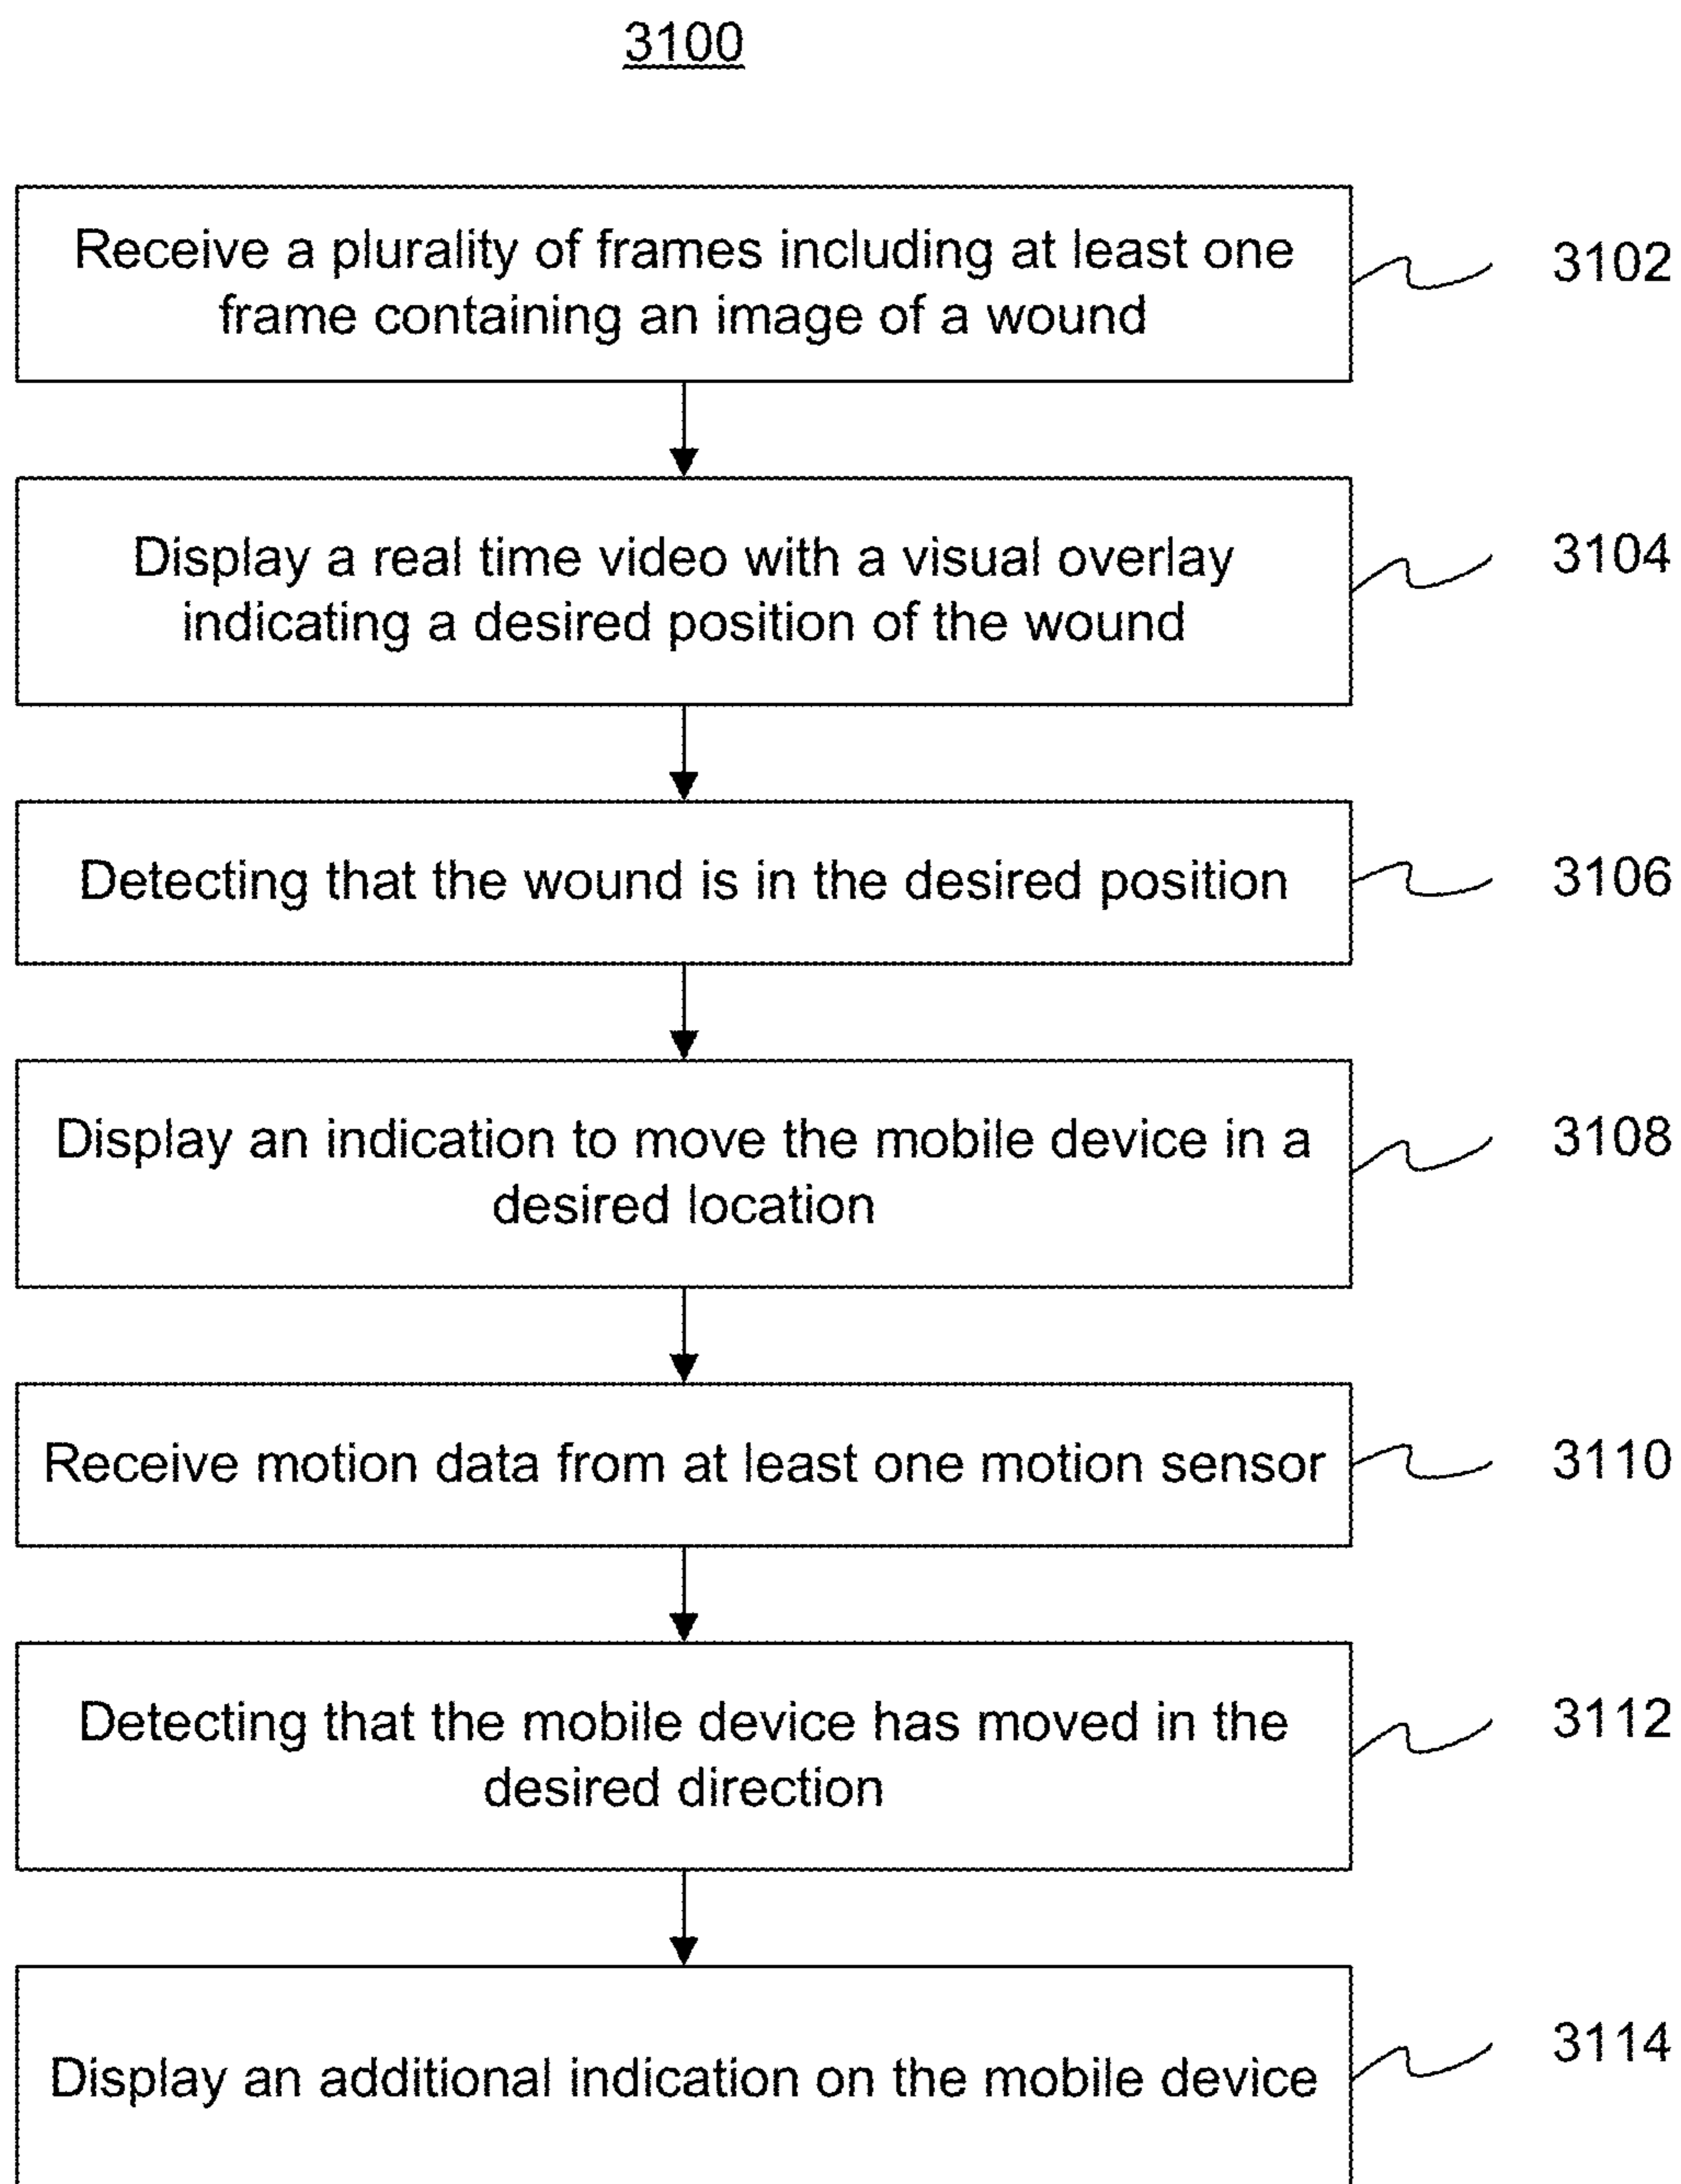 3100
Receive a plurality of frames including at least one
frame containing an image of a wound
3102
Display a real time video with a visual overlay
indicating a desired position of the wound
3104
Detecting that the wound is in the desired position
3106
Display an indication to move the mobile device in a
desired location
3108
Receive motion data from at least one motion sensor
3110
Detecting that the mobile device has moved in the
desired direction
3112
Display an additional indication on the mobile device
3114